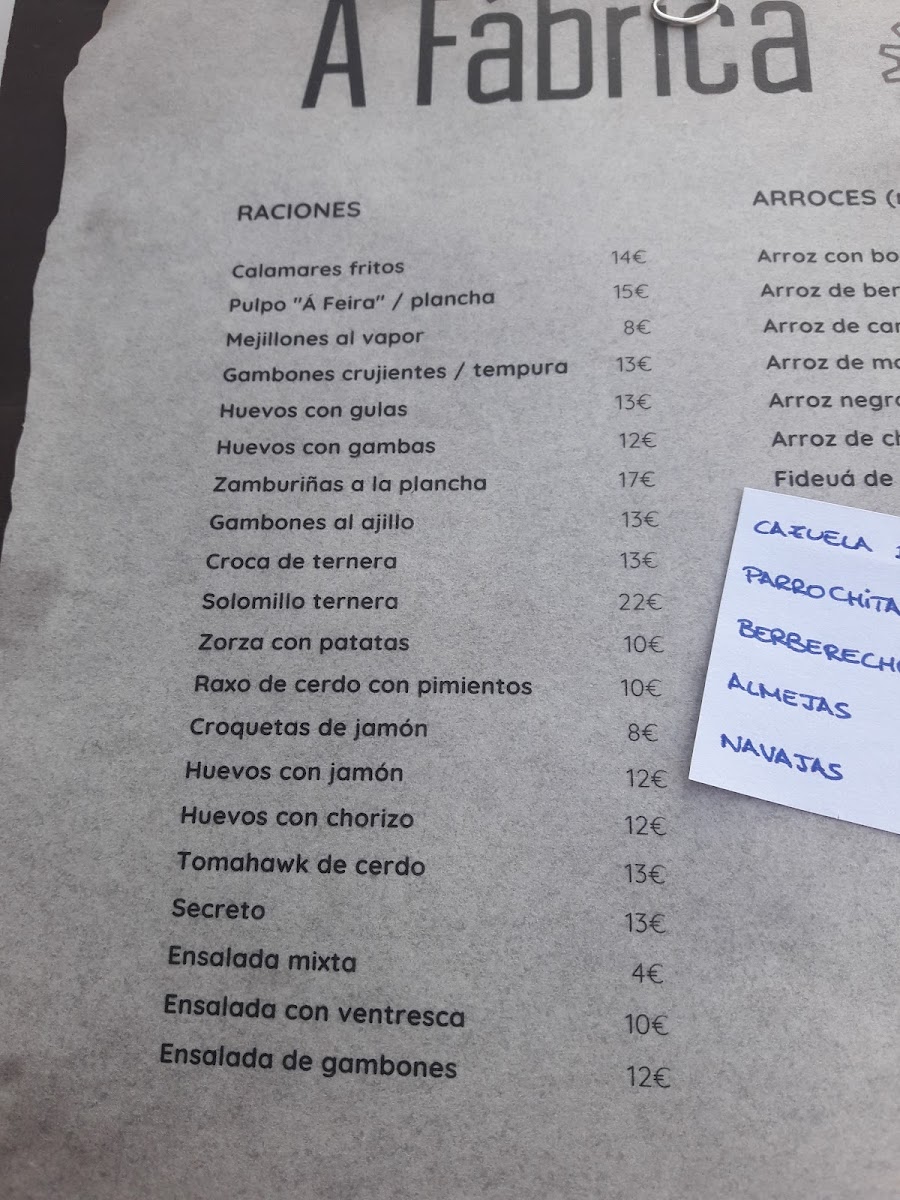 A Fábrica
RACIONES
Calamares fritos 14€
Pulpo "Á Feira" / plancha 15€
Mejillones al vapor 8€
Gambones crujientes / tempura 13€
Huevos con gulas 13€
Huevos con gambas 12€
Zamburiñas a la plancha 17€
Gambones al ajillo 13€
Croca de ternera 13€
Solomillo ternera 22€
Zorza con patatas 10€
Raxo de cerdo con pimientos 10€
Croquetas de jamón 8€
Huevos con jamón 12€
Huevos con chorizo 12€
Tomahawk de cerdo 13€
Secreto 13€
Ensalada mixta 4€
Ensalada con ventresca 10€
Ensalada de gambones 12€
ARROCES
Arroz con
Arroz de
Arroz de
Arroz de
Arroz
Arroz de
Fideuá de
CAZUELA
ALMEJAS
NAVAJAS